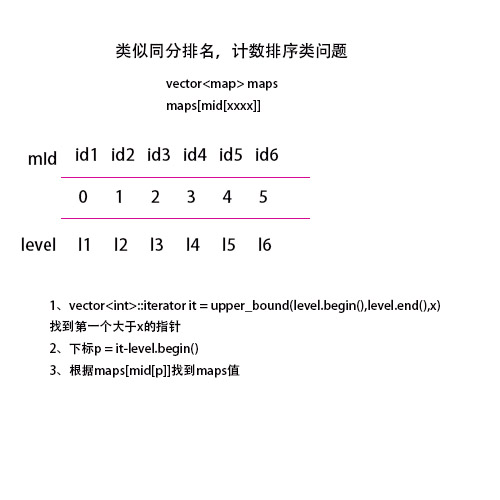 类似同分排名，计数排序类问题
vector<map> maps
maps[mid[xxxx]]
mId id1 id2 id3 id4 id5 id6
0 1 2 3 4 5
level l1 l2 l3 l4 l5 l6
1、vector<int>::iterator it = upper_bound(level.begin(),level.end(),x)
找到第一个大于x的指针
2、下标p = it-level.begin()
3、根据maps[mid[p]]找到maps值